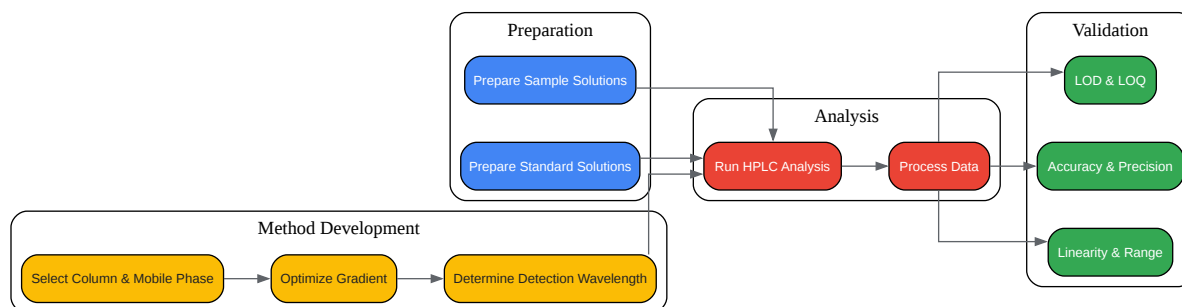 Preparation
Validation
Prepare Sample Solutions
LOD & LOQ
Analysis
Prepare Standard Solutions
Run HPLC Analysis
Process Data
Accuracy & Precision
Method Development
Linearity & Range
Select Column & Mobile Phase
Optimize Gradient
Determine Detection Wavelength